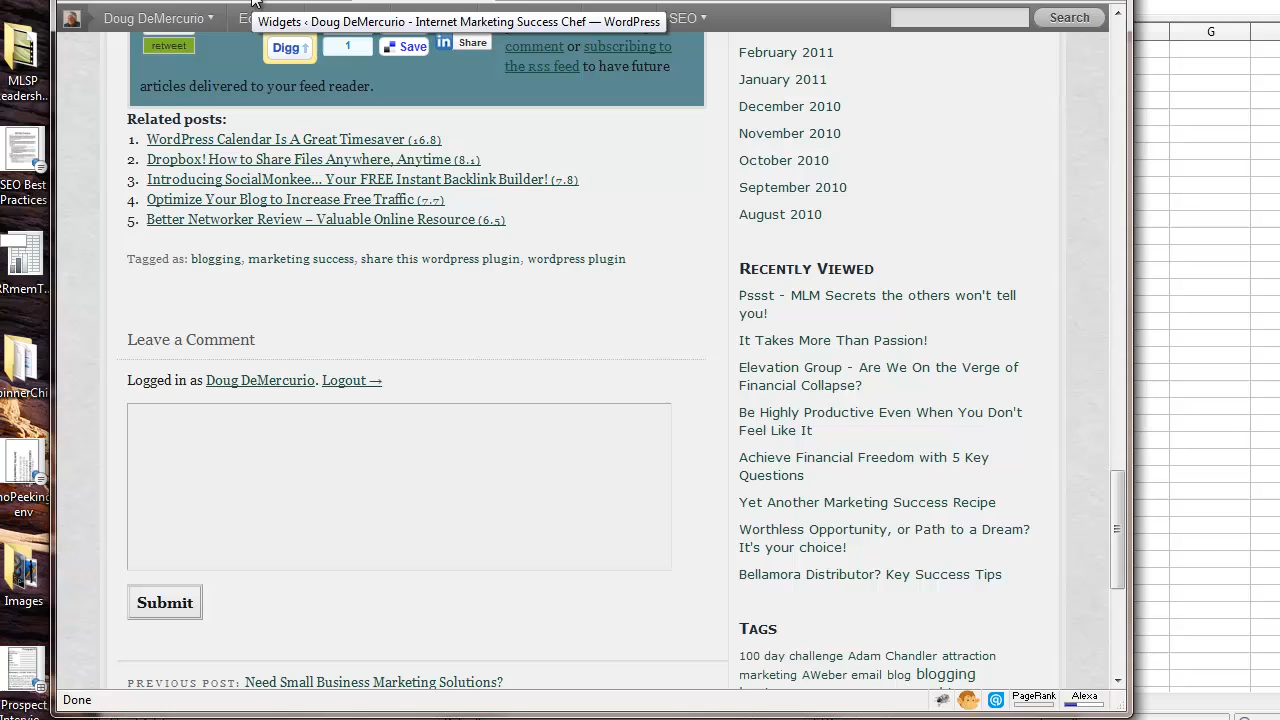 Doug DeMercurio
Widgets ‹ Doug DeMercurio - Internet Marketing Success Chef — WordPress
SEO
Search
G
retweet
Digg
1
Save
Share
comment or subscribing to
the RSS feed to have future
articles delivered to your feed reader.
Related posts:
1. WordPress Calendar Is A Great Timesaver (16.8)
2. Dropbox! How to Share Files Anywhere, Anytime (8.1)
3. Introducing SocialMonkee... Your FREE Instant Backlink Builder! (7.8)
4. Optimize Your Blog to Increase Free Traffic (7.7)
5. Better Networker Review – Valuable Online Resource (6.5)
Tagged as: blogging, marketing success, share this wordpress plugin, wordpress plugin
Leave a Comment
Logged in as Doug DeMercurio. Logout →
Submit
PREVIOUS POST: Need Small Business Marketing Solutions?
February 2011
January 2011
December 2010
November 2010
October 2010
September 2010
August 2010
RECENTLY VIEWED
Pssst - MLM Secrets the others won't tell
you!
It Takes More Than Passion!
Elevation Group - Are We On the Verge of
Financial Collapse?
Be Highly Productive Even When You Don't
Feel Like It
Achieve Financial Freedom with 5 Key
Questions
Yet Another Marketing Success Recipe
Worthless Opportunity, or Path to a Dream?
It's your choice!
Bellamora Distributor? Key Success Tips
TAGS
100 day challenge Adam Chandler attraction
marketing AWeber email blog blogging
Done
PageRank
Alexa
MLSP
eadersh...
SEO Best
Practices
RRmemT...
pinnerChi
noPeeking
env
Images
Prospect